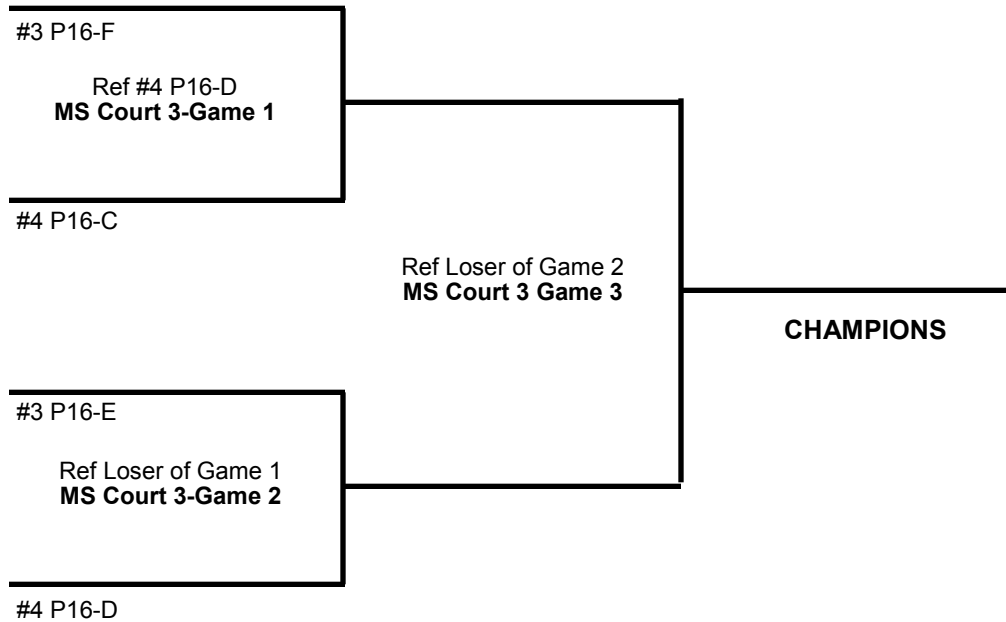 #3 P16-F
Ref #4 P16-D
MS Court 3-Game 1
#4 P16-C
Ref Loser of Game 2
MS Court 3 Game 3
CHAMPIONS
#3 P16-E
Ref Loser of Game 1
MS Court 3-Game 2
#4 P16-D